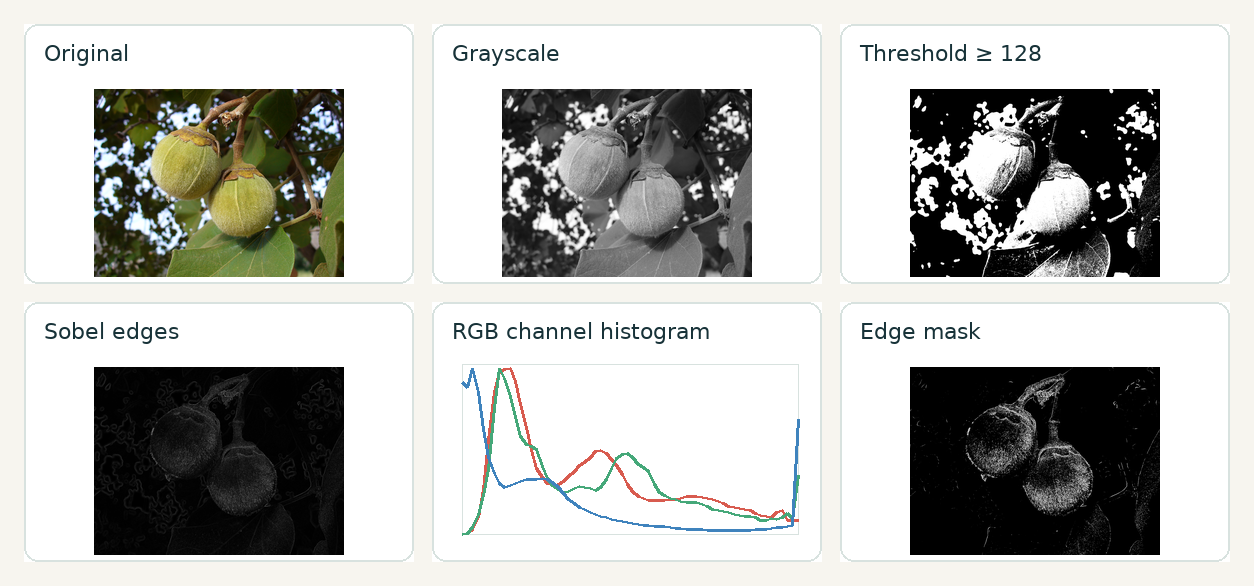 Original
Grayscale
Threshold ≥ 128
Sobel edges
RGB channel histogram
Edge mask